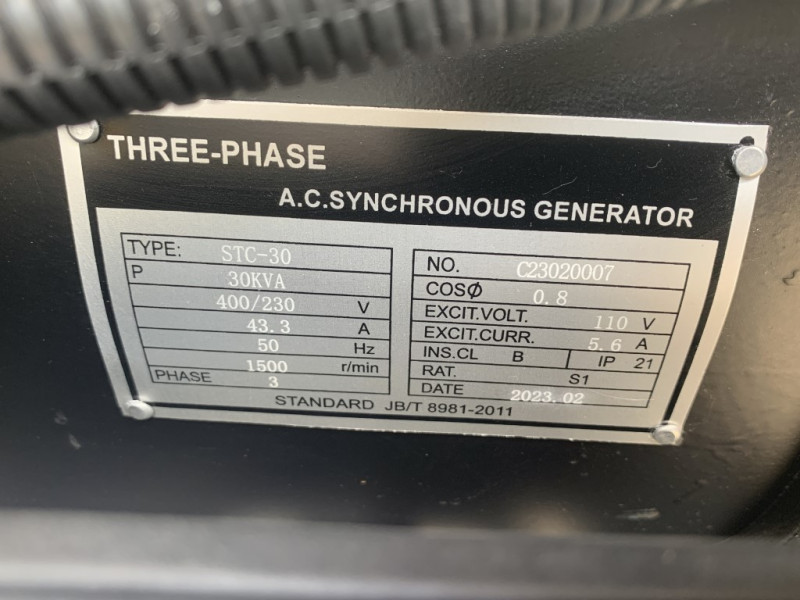 THREE-PHASE
A.C.SYNCHRONOUS GENERATOR
TYPE: STC-30
P 30KVA
400/230 V
43.3 A
50 Hz
1500 r/min
PHASE 3
NO. C23020007
COSØ 0.8
EXCIT.VOLT. 110 V
EXCIT.CURR. 5.6 A
INS.CL B IP 21
RAT. S1
DATE 2023.02
STANDARD JB/T 8981-2011